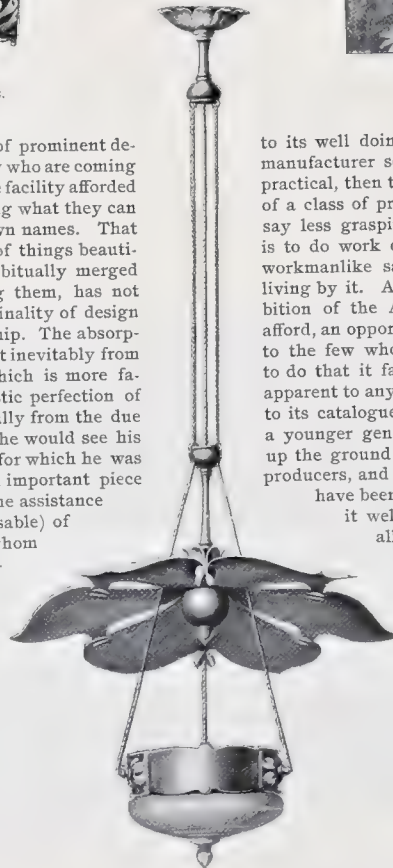 s.
of prominent de-
who are coming
facility afforded
g what they can
wn names. That
of things beauti-
bitually merged
g them, has not
inality of design
ip. The absorp-
t inevitably from
hich is more fa-
tic perfection of
lly from the due
he would see his
for which he was
important piece
ne assistance
sable) of
hom
to its well doin
manufacturer s
practical, then t
of a class of pr
say less graspi
is to do work
workmanlike sa
living by it. A
bition of the A
afford, an oppor
to the few who
to do that it fa
apparent to any
to its catalogue
a younger gen
up the ground
producers, and
have been
it wel
all